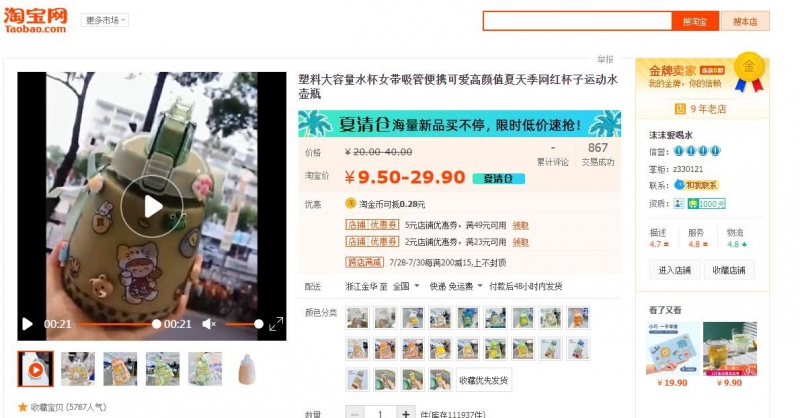 淘宝网
Taobao.com
更多市场
搜淘宝
搜本店
举报
塑料大容量水杯女带吸管便携可爱高颜值夏天季网红杯子运动水
壶瓶
夏清仓 海量新品买不停,限时低价速抢!
价格 ¥ 20.00-40.00
- 累计评论
867 交易成功
淘宝价 ¥ 9.50-29.90 夏清仓
优惠 淘金币可抵0.28元
店铺优惠券 5元店铺优惠券,满49元可用 领取
店铺优惠券 2元店铺优惠券,满23元可用 领取
跨店满减 7/28-7/30每满200减15,上不封顶
配送 浙江金华 至 全国 快递 免运费 付款后48小时内发货
颜色分类
收藏优先发货
数量 - 1 + 件(库存111937件)
00:21 00:21
收藏宝贝 (5787人气)
金牌卖家
我的金牌,你的信赖
金
9 年老店
沫沫爱喝水
信誉:
掌柜: z330121
联系: 和我联系
资质: 1000元
描述 服务 物流
4.7 = 4.8 = 4.8
进入店铺 收藏店铺
看了又看
¥ 19.90 ¥ 9.90